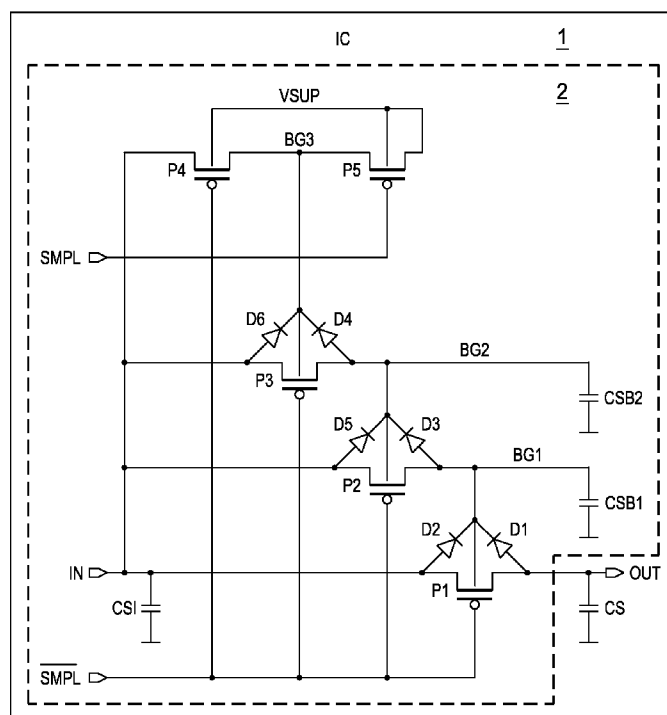 IC 1
2
VSUP
BG3
P4 P5
SMPL
D6 D4
BG2
P3
CSB2
D5 D3
BG1
P2
CSB1
D2 D1
IN OUT
P1
CSI CS
SMPL